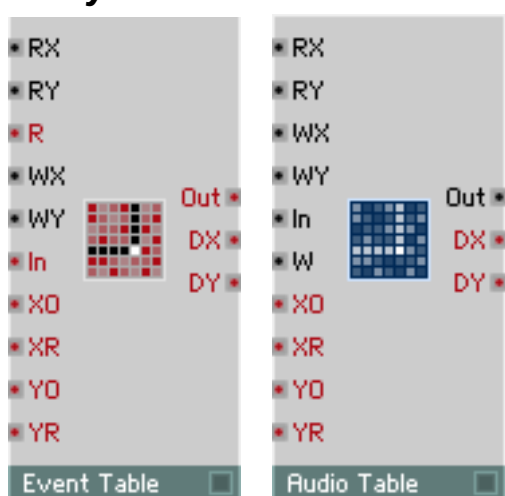 RX
RY
R
WX
WY
In
XO
XR
YO
YR
Out
DX
DY
Event Table
RX
RY
WX
WY
In
W
XO
XR
YO
YR
Out
DX
DY
Audio Table